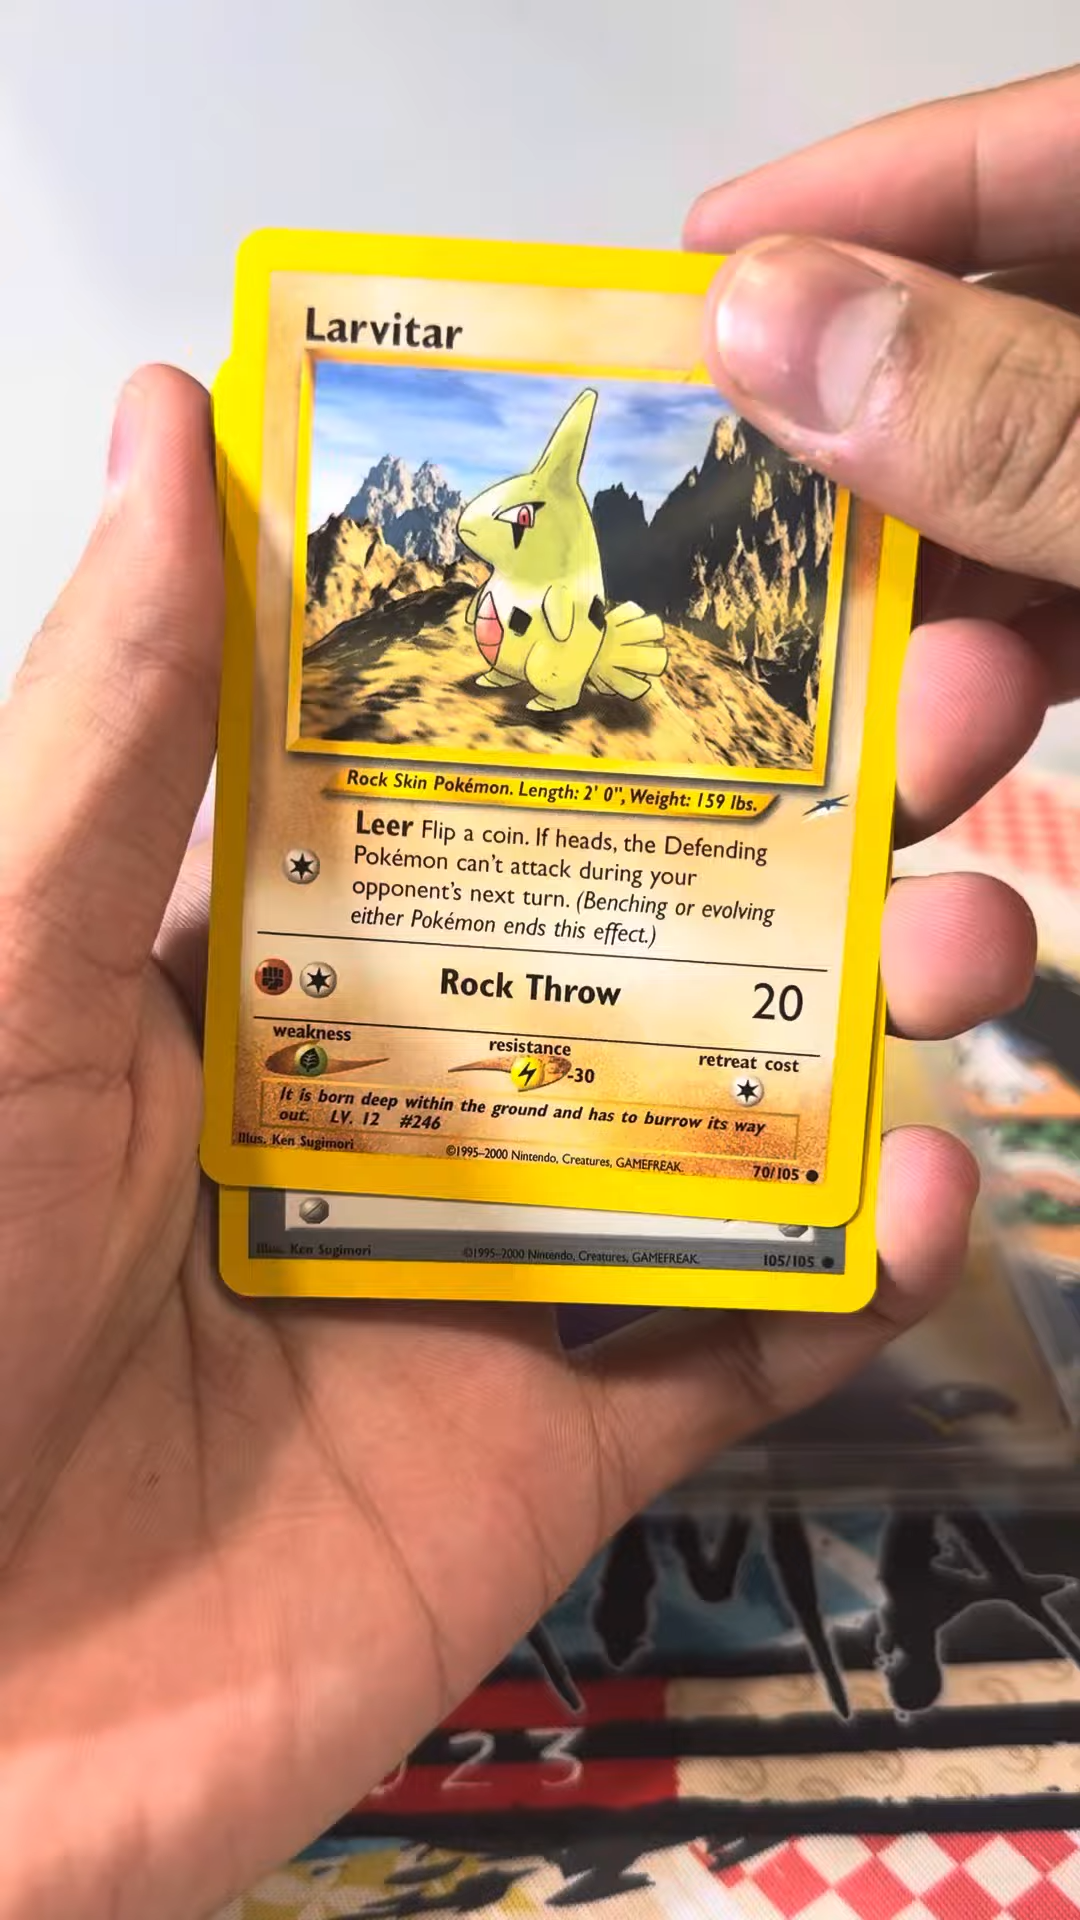 Larvitar
Rock Skin Pokémon. Length: 2' 0", Weight: 159 lbs.
Leer Flip a coin. If heads, the Defending
Pokémon can't attack during your
opponent's next turn. (Benching or evolving
either Pokémon ends this effect.)
Rock Throw 20
weakness resistance retreat cost
-30
It is born deep within the ground and has to burrow its way
out. LV. 12 #246
Illus. Ken Sugimori ©1995-2000 Nintendo, Creatures, GAMEFREAK. 70/105
Illus. Ken Sugimori ©1995-2000 Nintendo, Creatures, GAMEFREAK. 105/105
MA
23